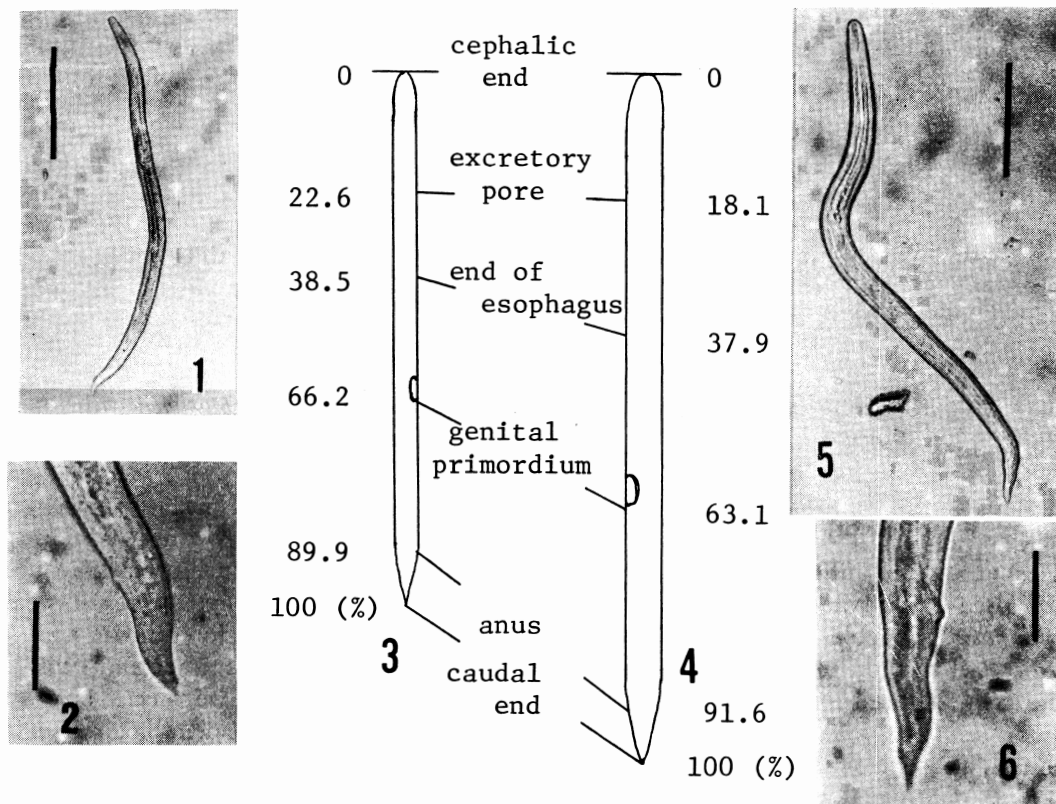 cephalic
end
0
0
excretory
pore
22.6
18.1
end of
esophagus
38.5
37.9
66.2
genital
primordium
63.1
89.9
100 (%)
anus
caudal
end
91.6
100 (%)
1
2
3
4
5
6